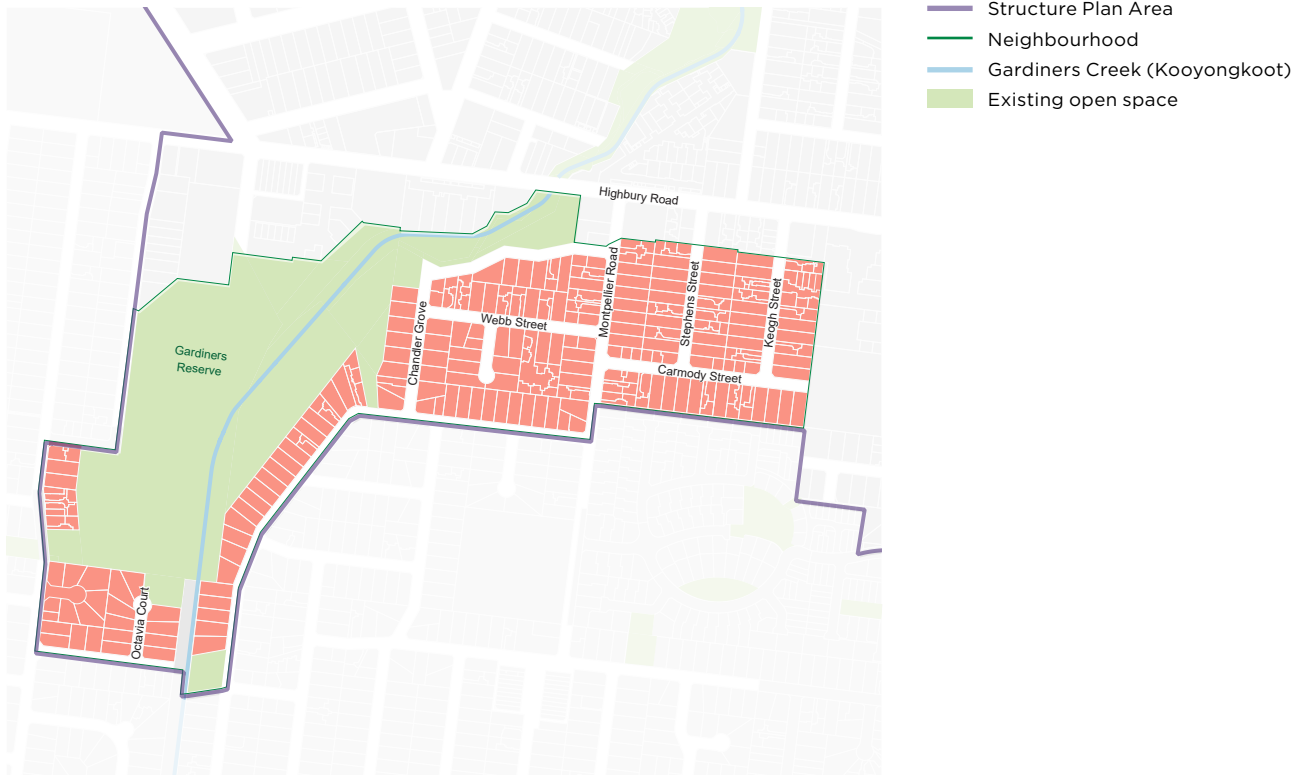 Structure Plan Area
Neighbourhood
Gardiners Creek (Kooyongkoot)
Existing open space
Highbury Road
Montpellier Road
Stephens Street
Keogh Street
Chandler Grove
Webb Street
Carmody Street
Gardiners
Reserve
Octavia Court